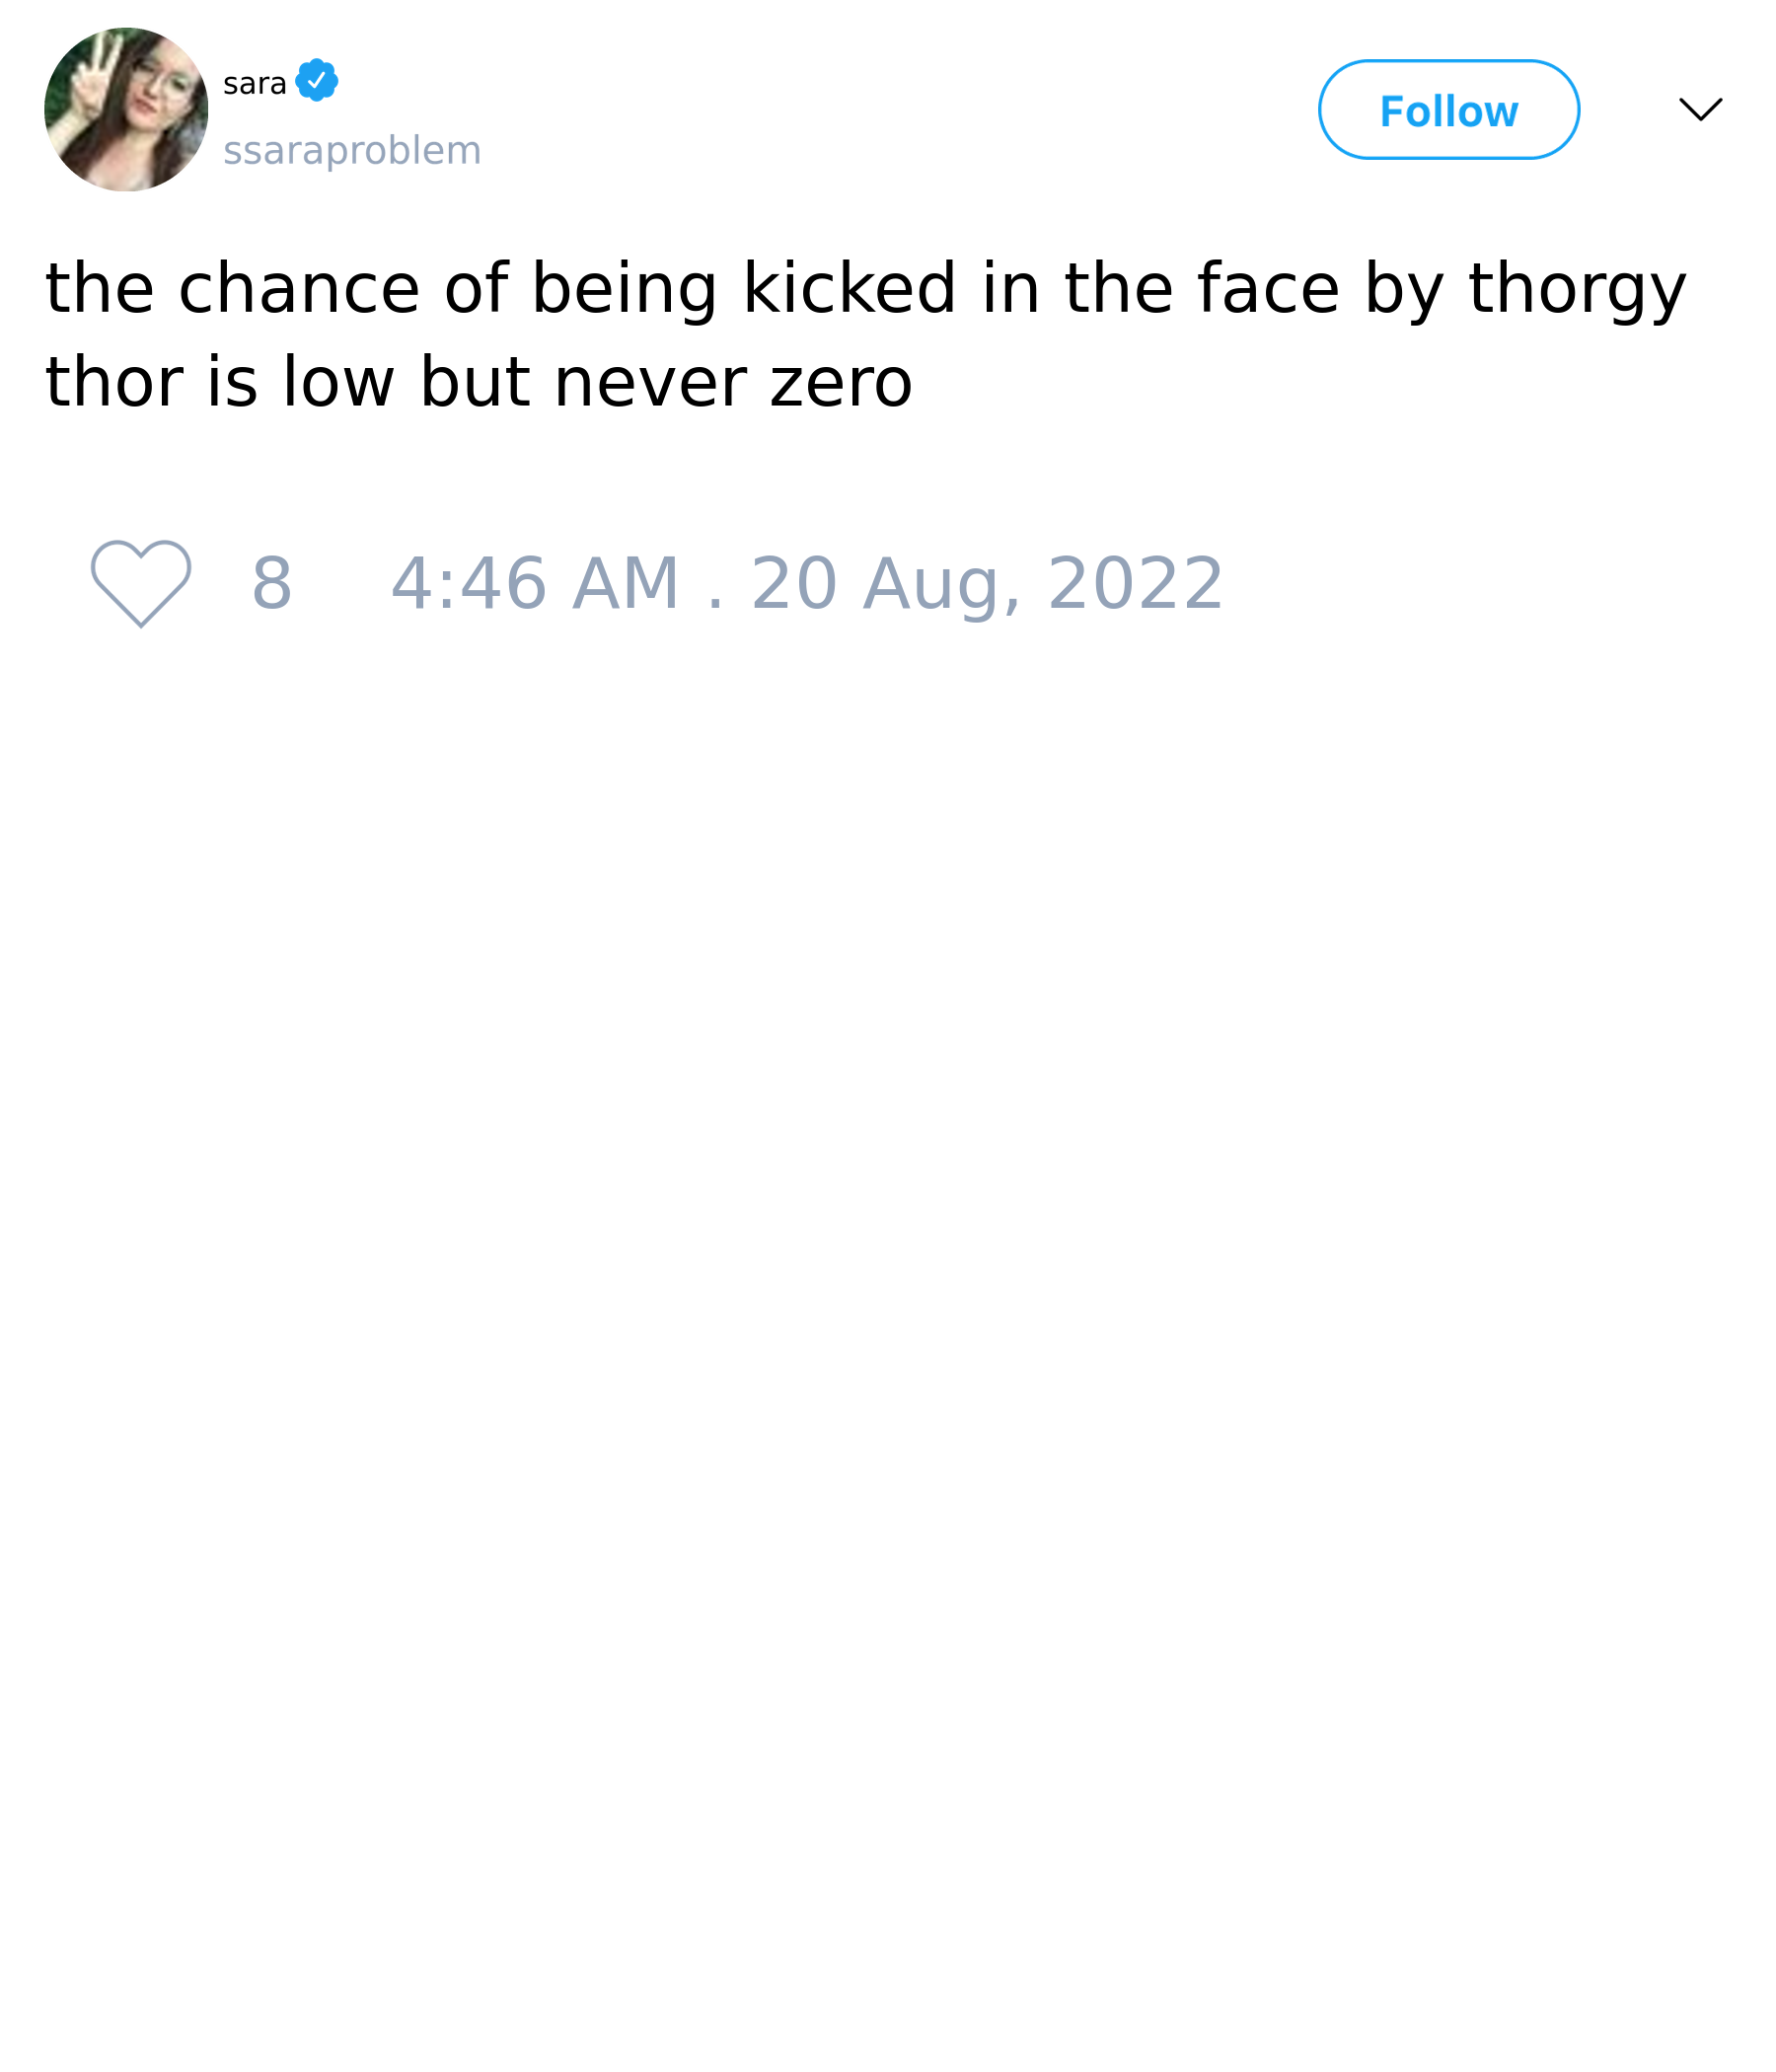 sara
ssaraproblem
Follow
the chance of being kicked in the face by thorgy
thor is low but never zero
8 4:46 AM . 20 Aug, 2022